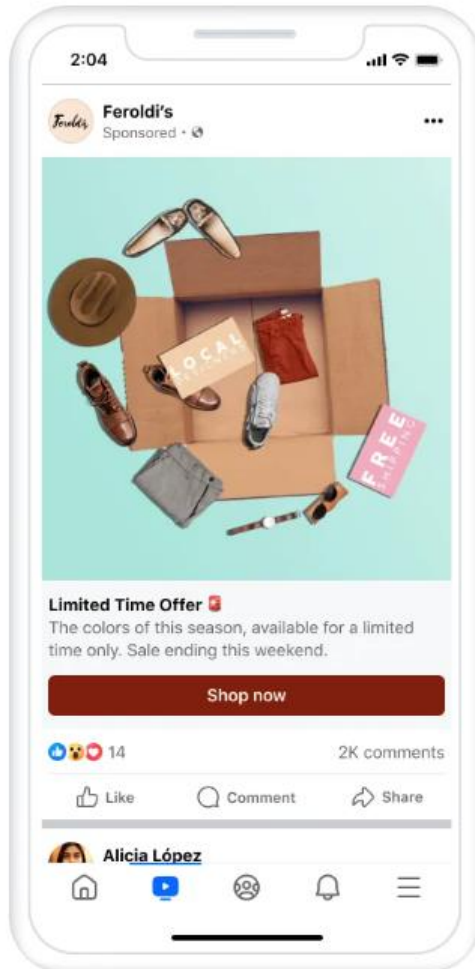 2:04
Feroldi's
Feroldi's
Sponsored •
LOCAL
DESIGNERS
FREE
SHIPPING
Limited Time Offer 🚨
The colors of this season, available for a limited
time only. Sale ending this weekend.
Shop now
14
2K comments
Like
Comment
Share
Alicia López